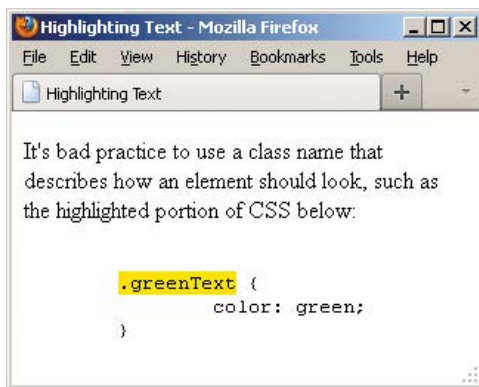 Highlighting Text - Mozilla Firefox
File Edit View History Bookmarks Tools Help
Highlighting Text
It's bad practice to use a class name that
describes how an element should look, such as
the highlighted portion of CSS below:
.greenText {
color: green;
}